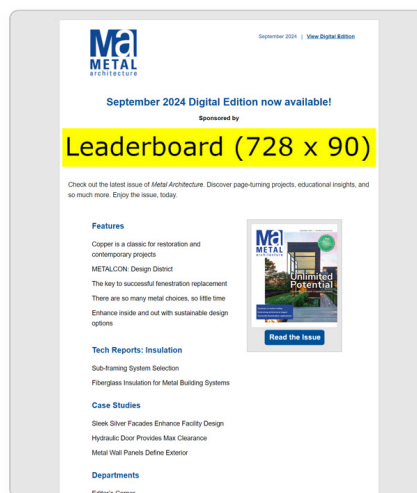 Ma
METAL
architecture
September 2024 | View Digital Edition
September 2024 Digital Edition now available!
Sponsored by
Leaderboard (728 x 90)
Check out the latest issue of Metal Architecture. Discover page-turning projects, educational insights, and
so much more. Enjoy the issue, today.
Features
Copper is a classic for restoration and
contemporary projects
METALCON: Design District
The key to successful fenestration replacement
There are so many metal choices, so little time
Enhance inside and out with sustainable design
options
Ma
METAL
architecture
Unlimited
Potential
Read the Issue
Tech Reports: Insulation
Sub-framing System Selection
Fiberglass Insulation for Metal Building Systems
Case Studies
Sleek Silver Facades Enhance Facility Design
Hydraulic Door Provides Max Clearance
Metal Wall Panels Define Exterior
Departments
Editor's Corner